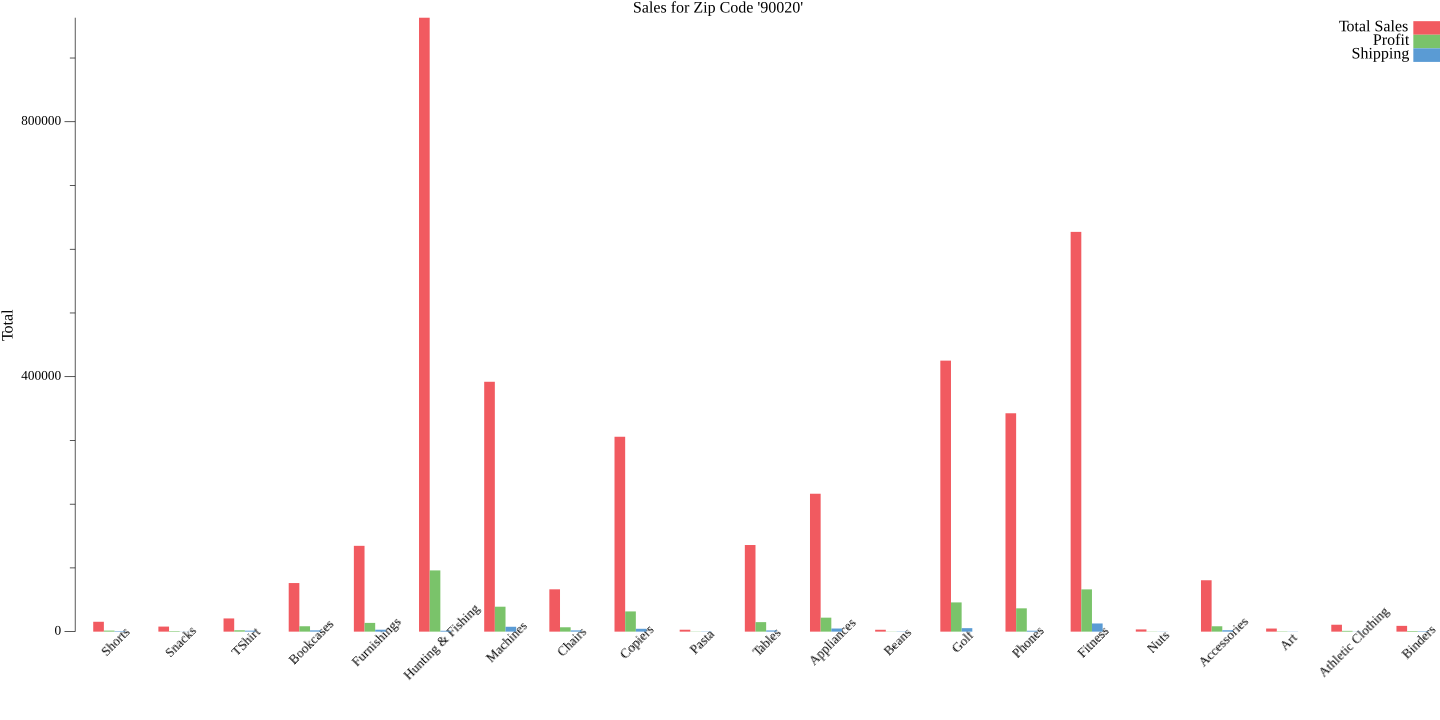 Sales for Zip Code '90020'
Total Sales
Profit
Shipping
800000
400000
0
Total
Shorts
Snacks
TShirt
Bookcases
Furnishings
Hunting & Fishing
Machines
Chairs
Copiers
Pasta
Tables
Appliances
Beans
Golf
Phones
Fitness
Nuts
Accessories
Art
Athletic Clothing
Binders